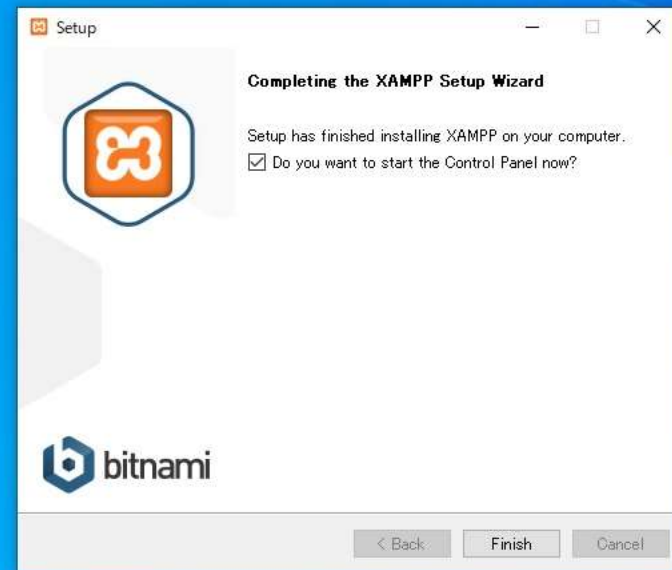 Setup
Completing the XAMPP Setup Wizard
Setup has finished installing XAMPP on your computer.
Do you want to start the Control Panel now?
bitnami
< Back
Finish
Cancel